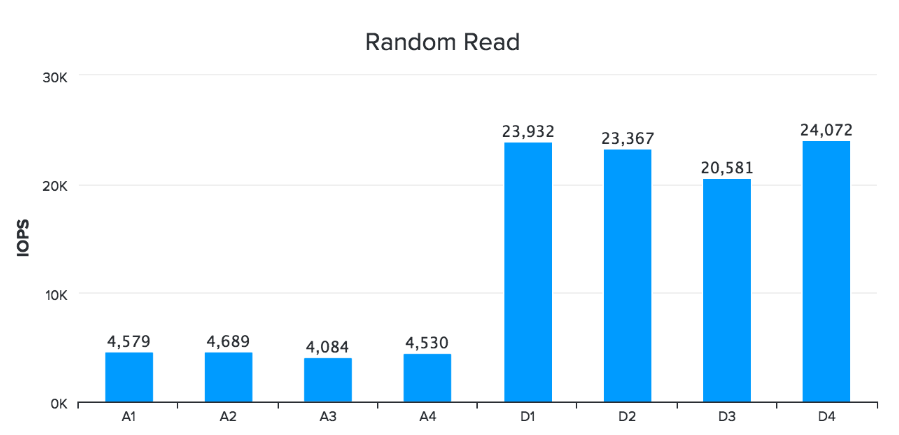 Random Read
30K
20K
10K
0K
IOPS
4,579
4,689
4,084
4,530
23,932
23,367
20,581
24,072
A1 A2 A3 A4 D1 D2 D3 D4